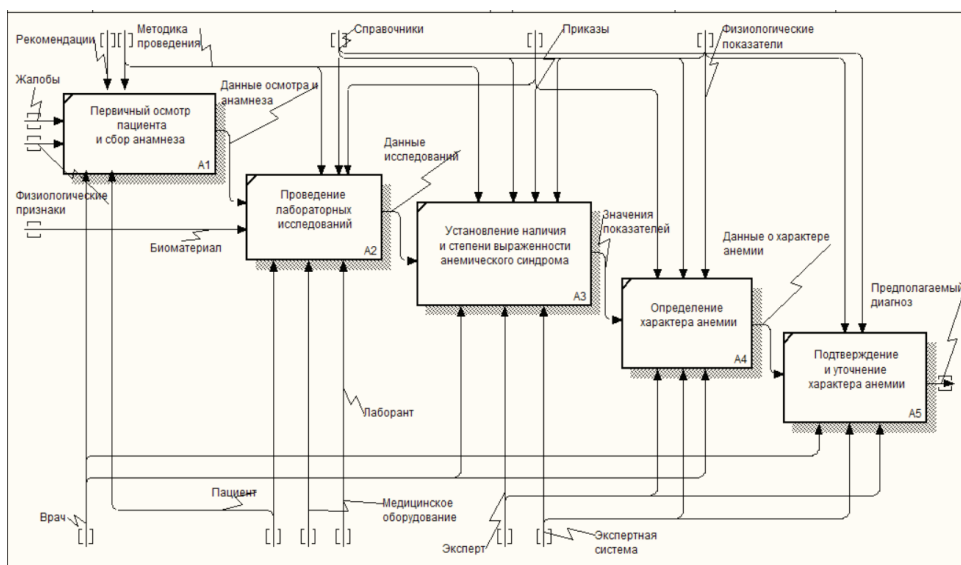 Рекомендации
Методика
проведения
Справочники
Приказы
Физиологические
показатели
Жалобы
Данные осмотра и
анамнеза
Первичный осмотр
пациента
и сбор анамнеза
A1
Данные
исследований
Физиологические
признаки
Биоматериал
Проведение
лабораторных
исследований
A2
Установление наличия
и степени выраженности
анемического синдрома
A3
Значения
показателей
Данные о характере
анемии
Определение
характера анемии
A4
Предполагаемый
диагноз
Подтверждение
и уточнение
характера анемии
A5
Лаборант
Врач
Пациент
Медицинское
оборудование
Эксперт
Экспертная
система